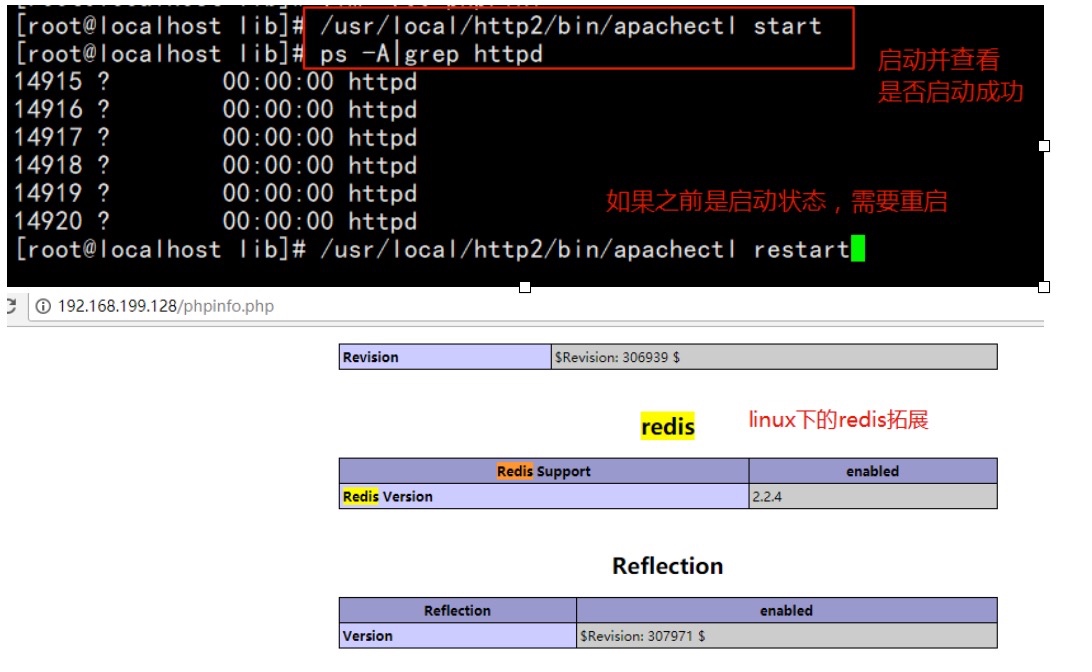 [root@localhost lib]# /usr/local/http2/bin/apachectl start
[root@localhost lib]# ps -A|grep httpd
启动并查看
是否启动成功
14915 ? 00:00:00 httpd
14916 ? 00:00:00 httpd
14917 ? 00:00:00 httpd
14918 ? 00:00:00 httpd
14919 ? 00:00:00 httpd
如果之前是启动状态，需要重启
14920 ? 00:00:00 httpd
[root@localhost lib]# /usr/local/http2/bin/apachectl restart
192.168.199.128/phpinfo.php
Revision $Revision: 306939 $
redis
linux下的redis拓展
Redis Support enabled
Redis Version 2.2.4
Reflection
Reflection enabled
Version $Revision: 307971 $